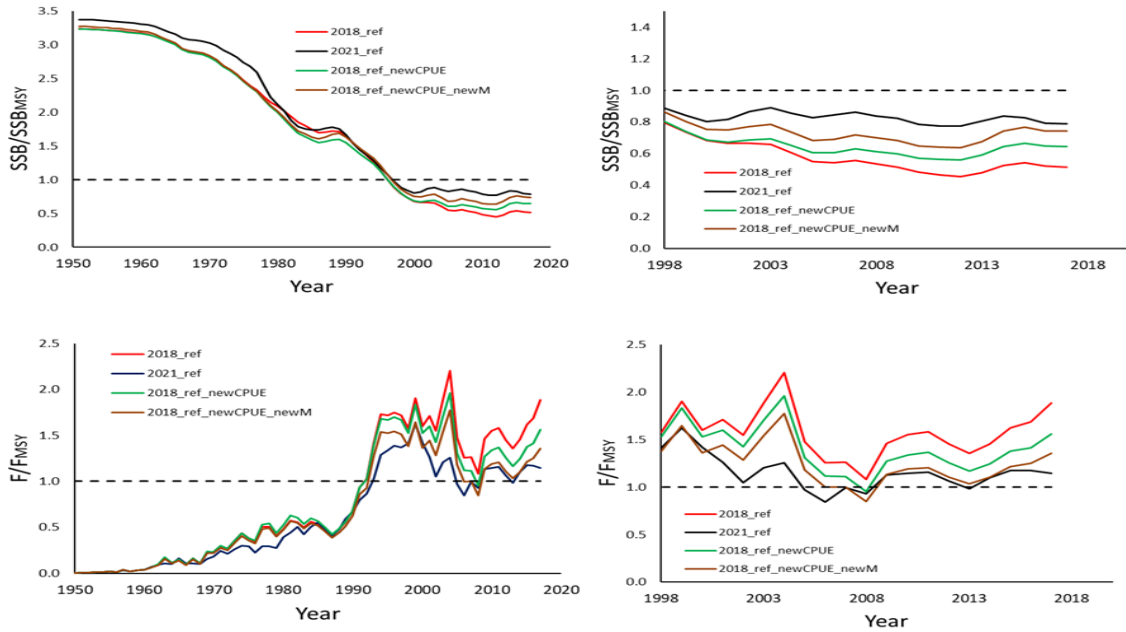 SSB/SSBMSY
3.5
3.0
2.5
2.0
1.5
1.0
0.5
0.0
2018_ref
2021_ref
2018_ref_newCPUE
2018_ref_newCPUE_newM
1950 1960 1970 1980 1990 2000 2010 2020
Year
SSB/SSBMSY
1.4
1.2
1.0
0.8
0.6
0.4
0.2
0.0
2018_ref
2021_ref
2018_ref_newCPUE
2018_ref_newCPUE_newM
1998 2003 2008 2013 2018
Year
F/FMSY
2.5
2.0
1.5
1.0
0.5
0.0
2018_ref
2021_ref
2018_ref_newCPUE
2018_ref_newCPUE_newM
1950 1960 1970 1980 1990 2000 2010 2020
Year
F/FMSY
2.5
2.0
1.5
1.0
0.5
0.0
2018_ref
2021_ref
2018_ref_newCPUE
2018_ref_newCPUE_newM
1998 2003 2008 2013 2018
Year